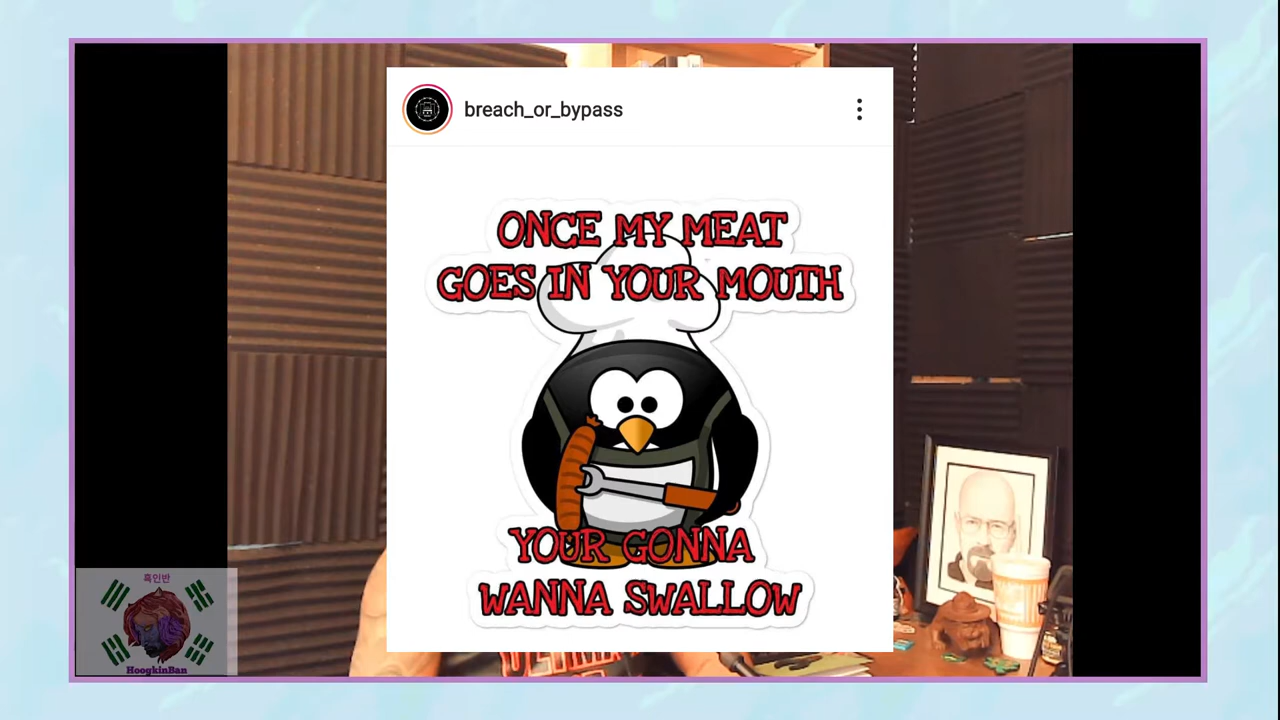 breach_or_bypass
ONCE MY MEAT
GOES IN YOUR MOUTH
YOUR GONNA
WANNA SWALLOW
흑인반
HoogkinBan